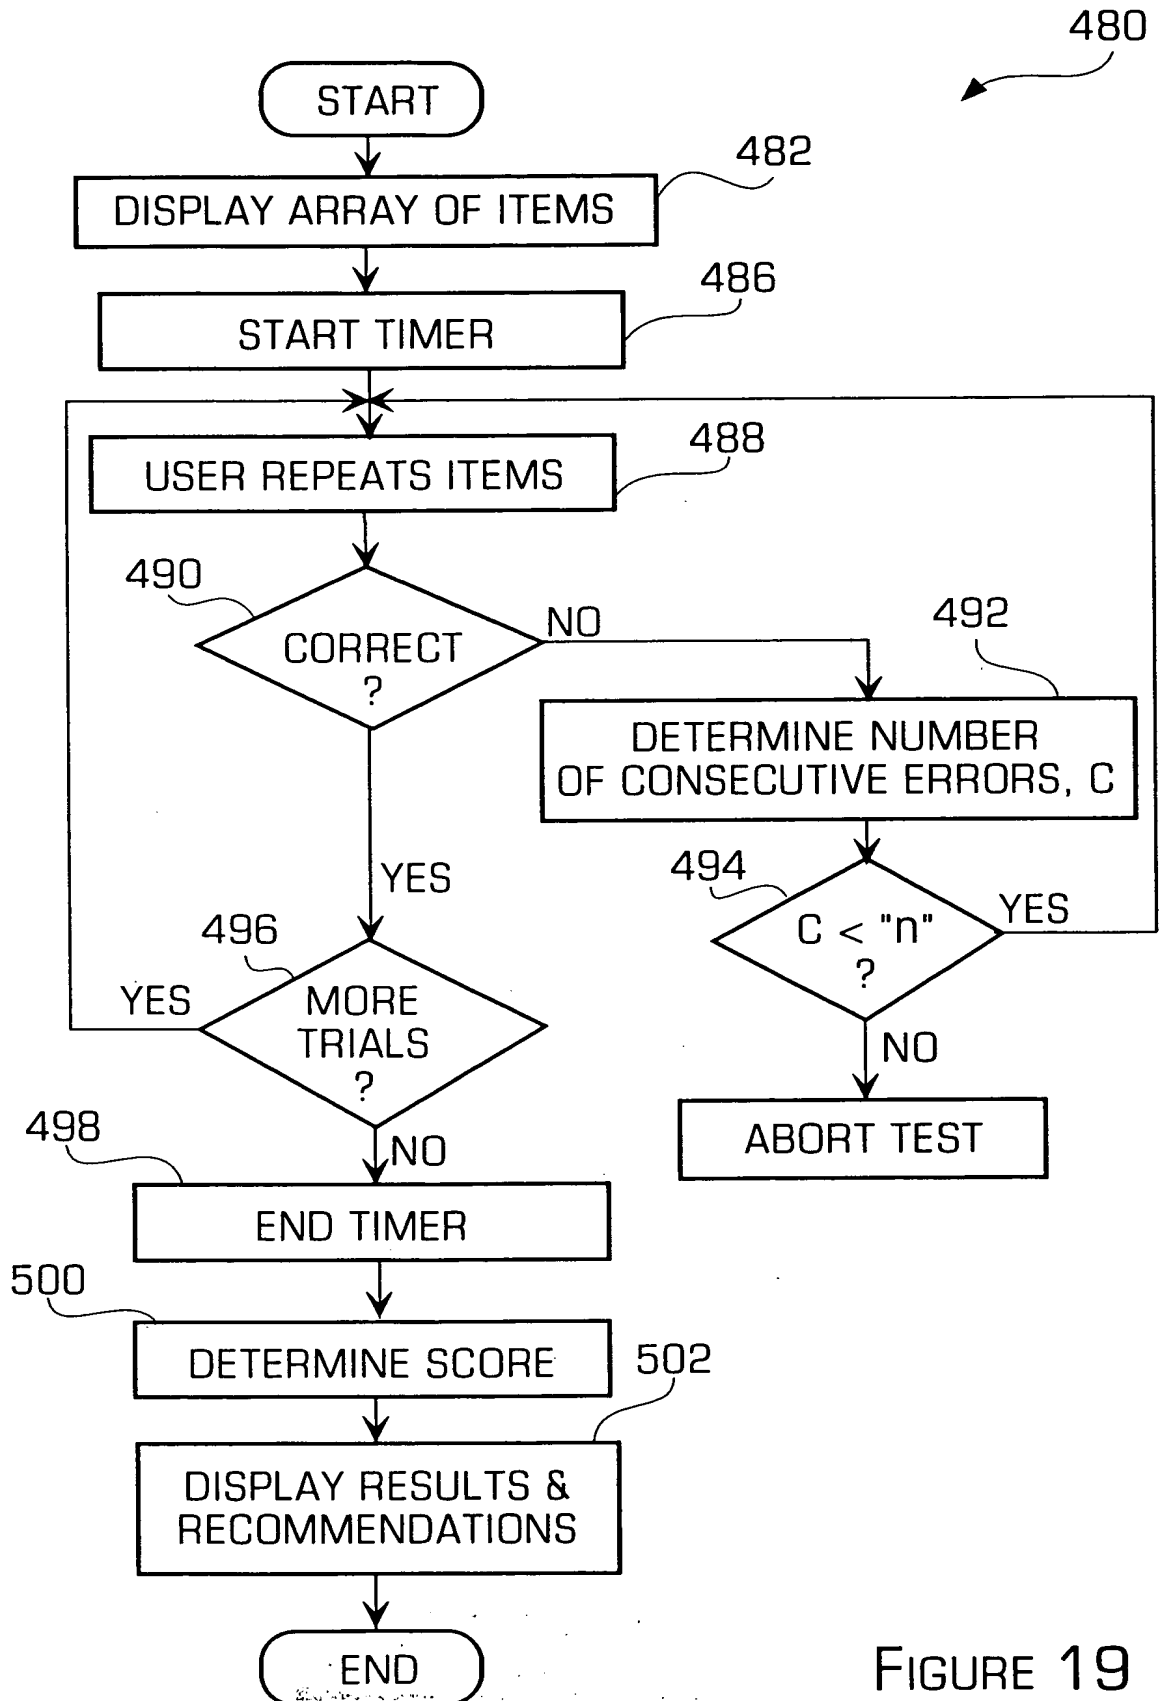 480
START
482
DISPLAY ARRAY OF ITEMS
486
START TIMER
488
USER REPEATS ITEMS
490
CORRECT
?
NO
492
DETERMINE NUMBER
OF CONSECUTIVE ERRORS, C
YES
494
C < "n"
?
YES
496
YES
MORE
TRIALS
?
NO
ABORT TEST
498
NO
END TIMER
500
DETERMINE SCORE
502
DISPLAY RESULTS &
RECOMMENDATIONS
END
FIGURE 19